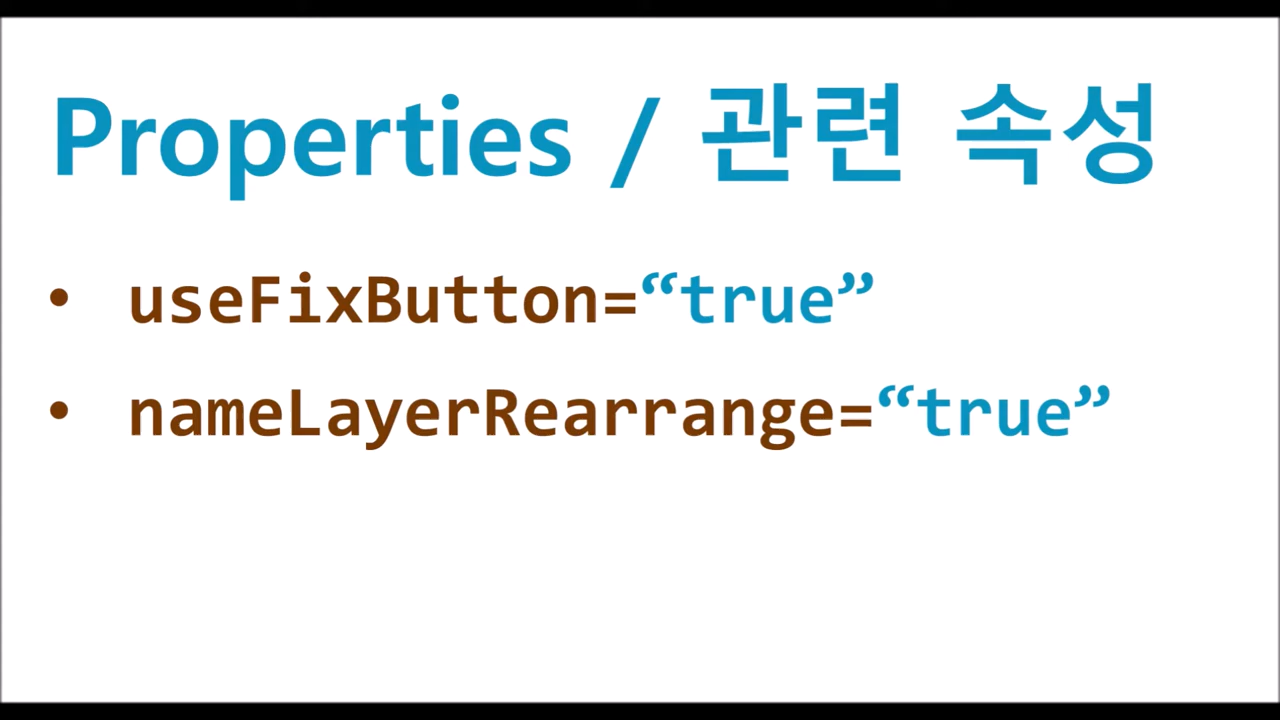 Properties / 관련 속성
• useFixButton=“true”
• nameLayerRearrange=“true”